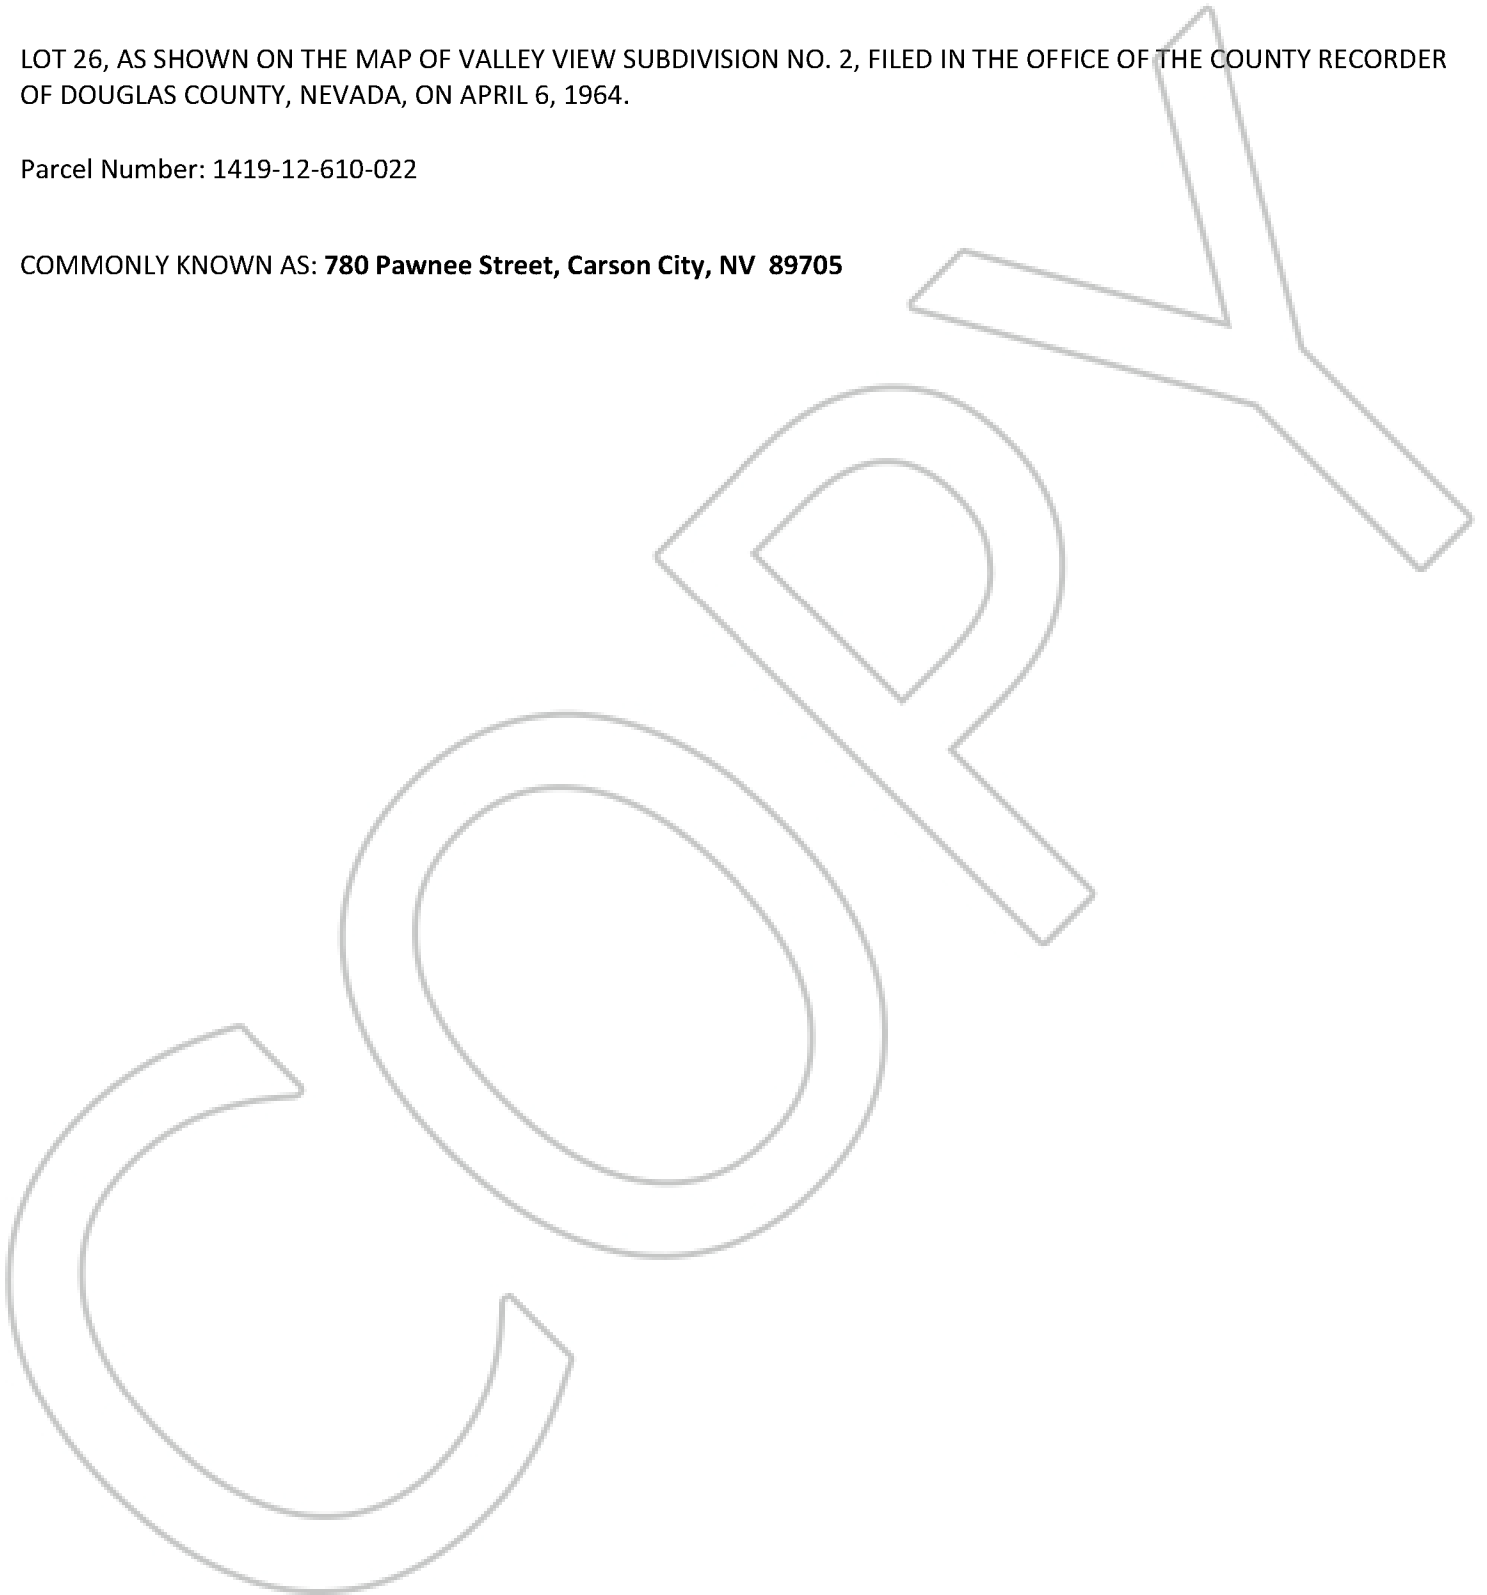 LOT 26, AS SHOWN ON THE MAP OF VALLEY VIEW SUBDIVISION NO. 2, FILED IN THE OFFICE OF THE COUNTY RECORDER
OF DOUGLAS COUNTY, NEVADA, ON APRIL 6, 1964.
Parcel Number: 1419-12-610-022
COMMONLY KNOWN AS: 780 Pawnee Street, Carson City, NV  89705
COPY